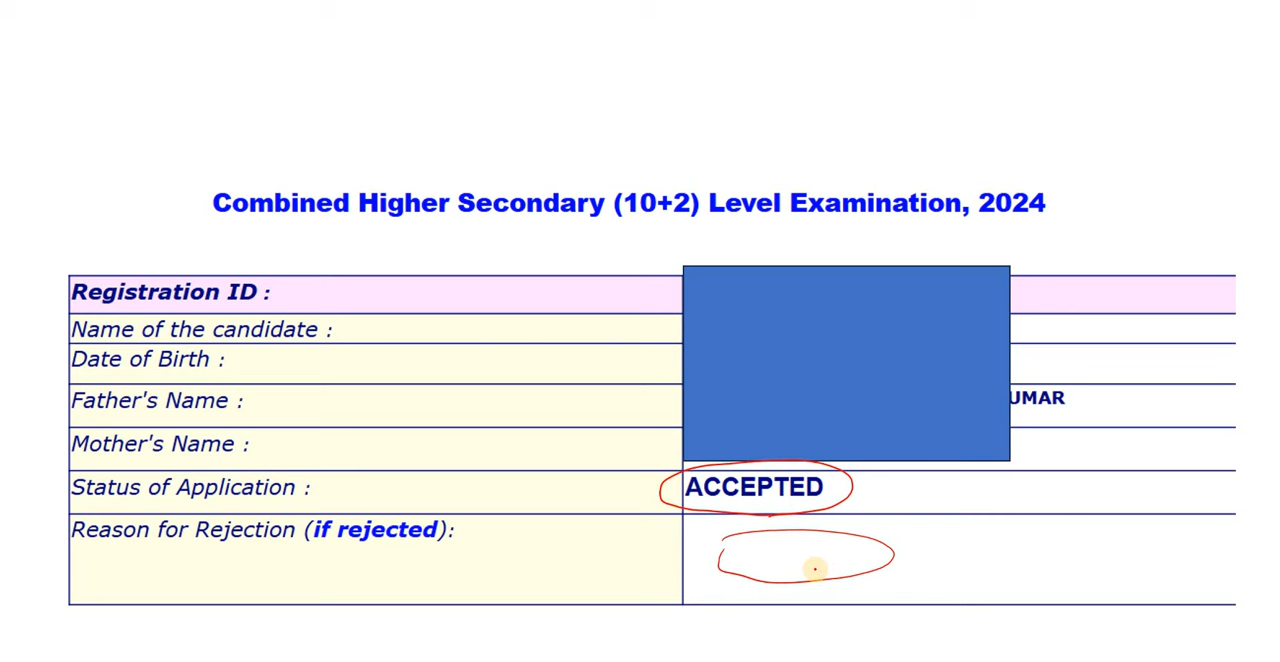 Combined Higher Secondary (10+2) Level Examination, 2024
Registration ID :
Name of the candidate :
Date of Birth :
Father's Name : UMAR
Mother's Name :
Status of Application : ACCEPTED
Reason for Rejection (if rejected):